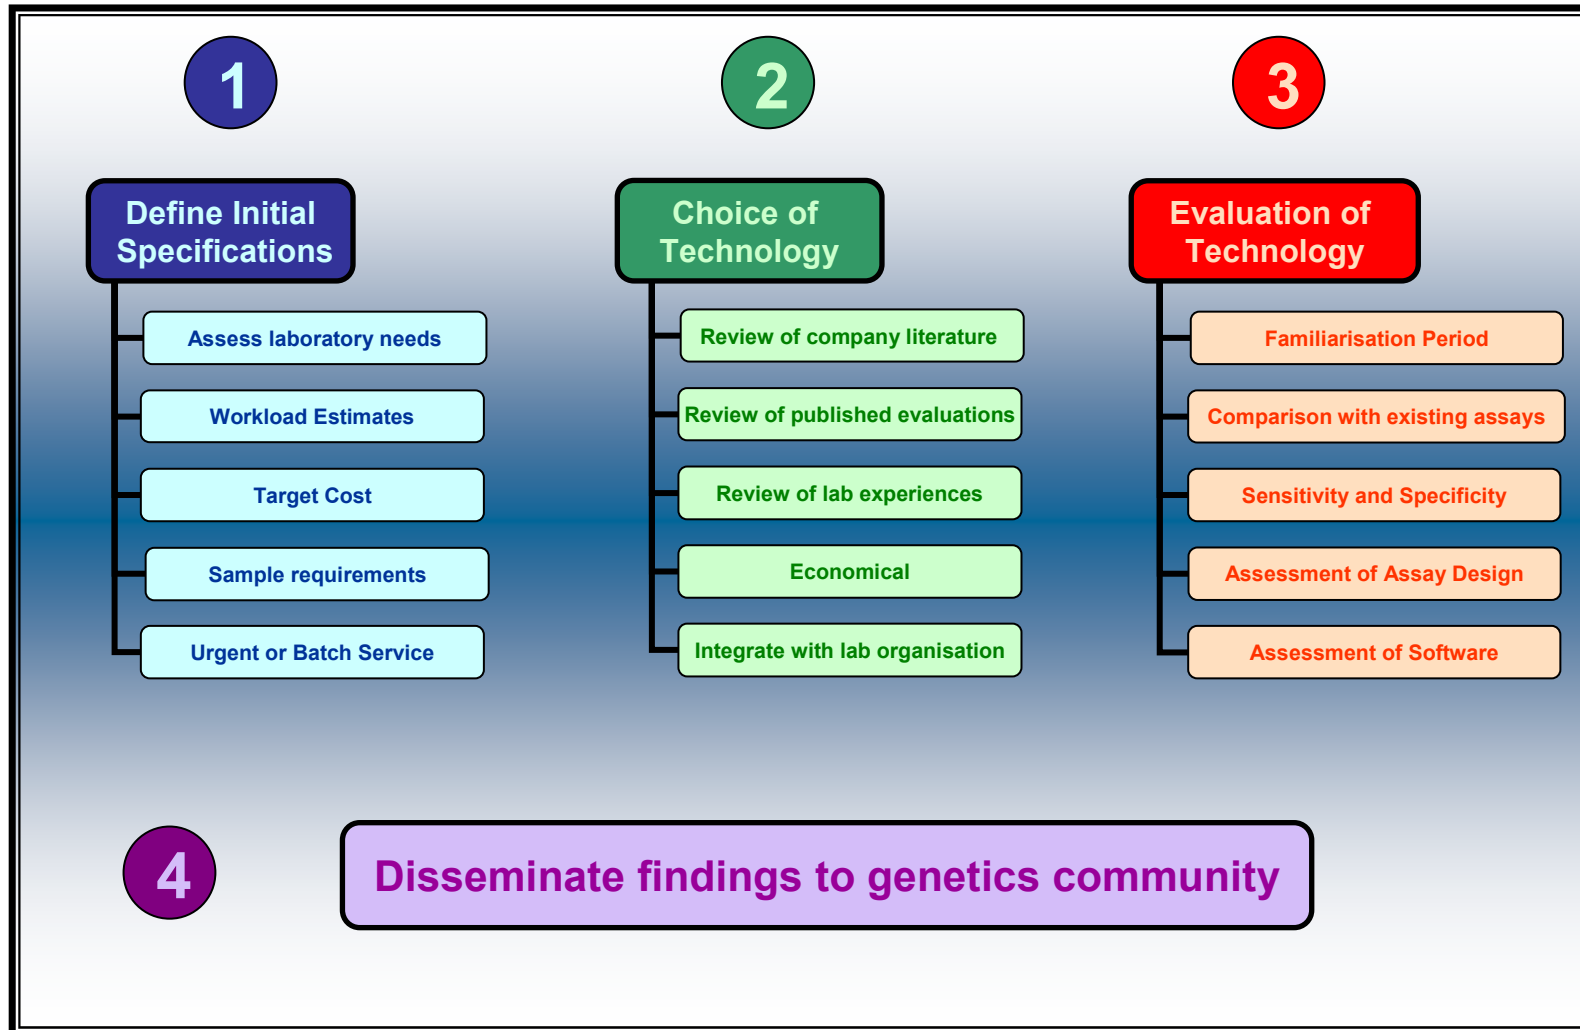 1
Define Initial
Specifications
Assess laboratory needs
Workload Estimates
Target Cost
Sample requirements
Urgent or Batch Service
2
Choice of
Technology
Review of company literature
Review of published evaluations
Review of lab experiences
Economical
Integrate with lab organisation
3
Evaluation of
Technology
Familiarisation Period
Comparison with existing assays
Sensitivity and Specificity
Assessment of Assay Design
Assessment of Software
4
Disseminate findings to genetics community